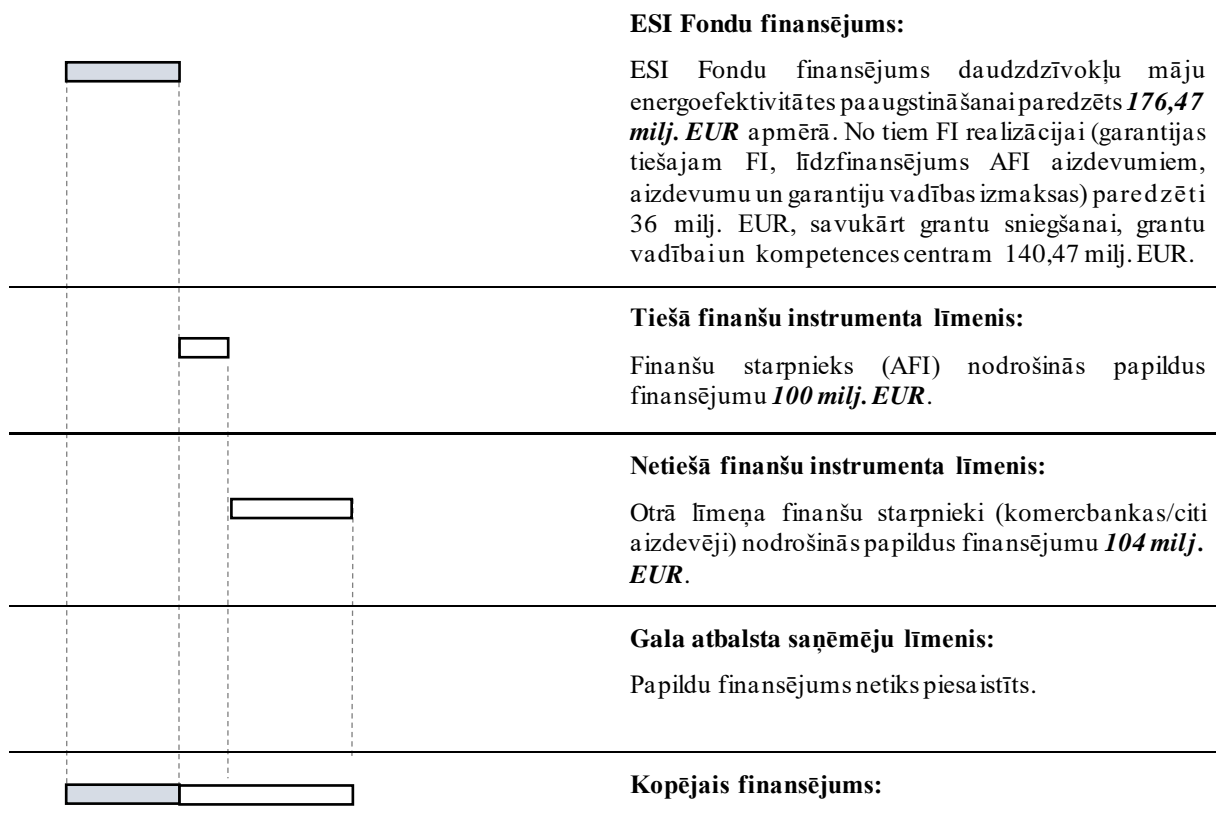 ESI Fondu finansējums:
ESI Fondu finansējums daudzdzīvokļu māju
energoefektivitātes paaugstināšanai paredzēts 176,47
milj. EUR apmērā. No tiem FI realizācijai (garantijas
tiešajam FI, līdzfinansējums AFI aizdevumiem,
aizdevumu un garantiju vadības izmaksas) paredzēti
36 milj. EUR, savukārt grantu sniegšanai, grantu
vadībai un kompetences centram 140,47 milj. EUR.
Tiešā finanšu instrumenta līmenis:
Finanšu starpnieks (AFI) nodrošinās papildus
finansējumu 100 milj. EUR.
Netiešā finanšu instrumenta līmenis:
Otrā līmeņa finanšu starpnieki (komercbankas/citi
aizdevēji) nodrošinās papildus finansējumu 104 milj.
EUR.
Gala atbalsta saņēmēju līmenis:
Papildu finansējums netiks piesaistīts.
Kopējais finansējums: